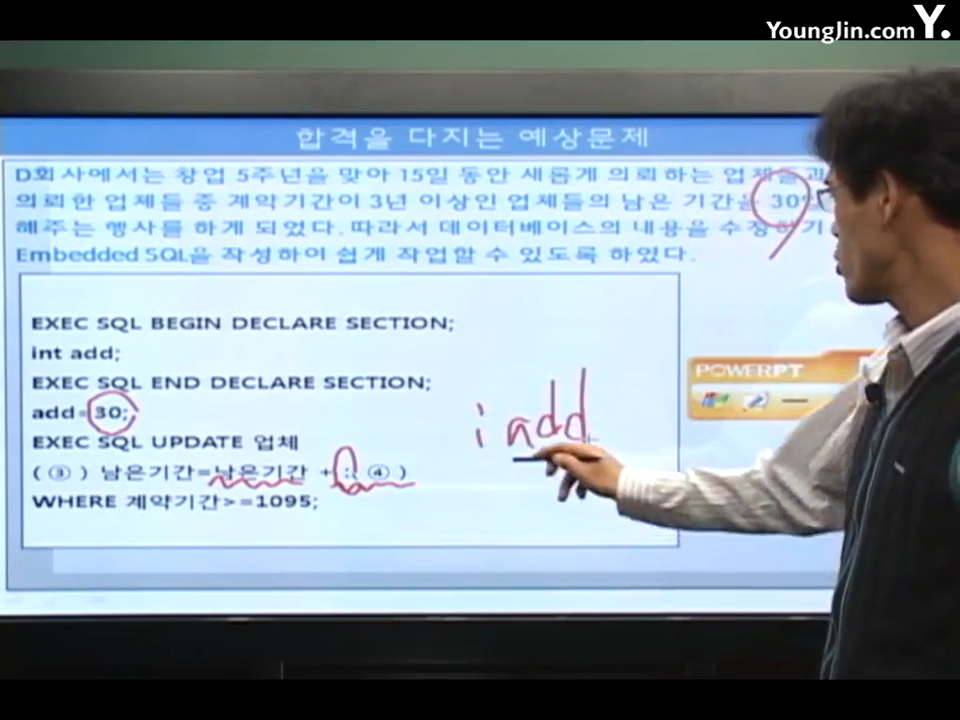 YoungJin.com Y.
합격을 다지는 예상문제
D회사에서는 창업 5주년을 맞아 15일 동안 새롭게 의뢰하는 업체들과
의뢰한 업체들 중 계약기간이 3년 이상인 업체들의 남은 기간을 30일
해주는 행사를 하게 되었다. 따라서 데이터베이스의 내용을 수정하기
Embedded SQL을 작성하여 쉽게 작업할 수 있도록 하였다.
EXEC SQL BEGIN DECLARE SECTION;
int add;
EXEC SQL END DECLARE SECTION;
add=30;
EXEC SQL UPDATE 업체
( ③ ) 남은기간=남은기간 + :( ④ )
WHERE 계약기간>=1095;
add
POWERPT